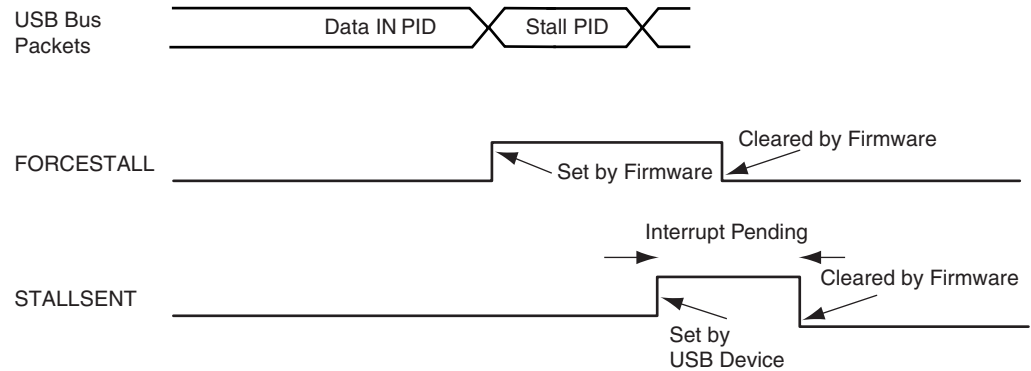 USB Bus
Packets
Data IN PID
Stall PID
FORCESTALL
Set by Firmware
Cleared by Firmware
Interrupt Pending
STALLSENT
Cleared by Firmware
Set by
USB Device